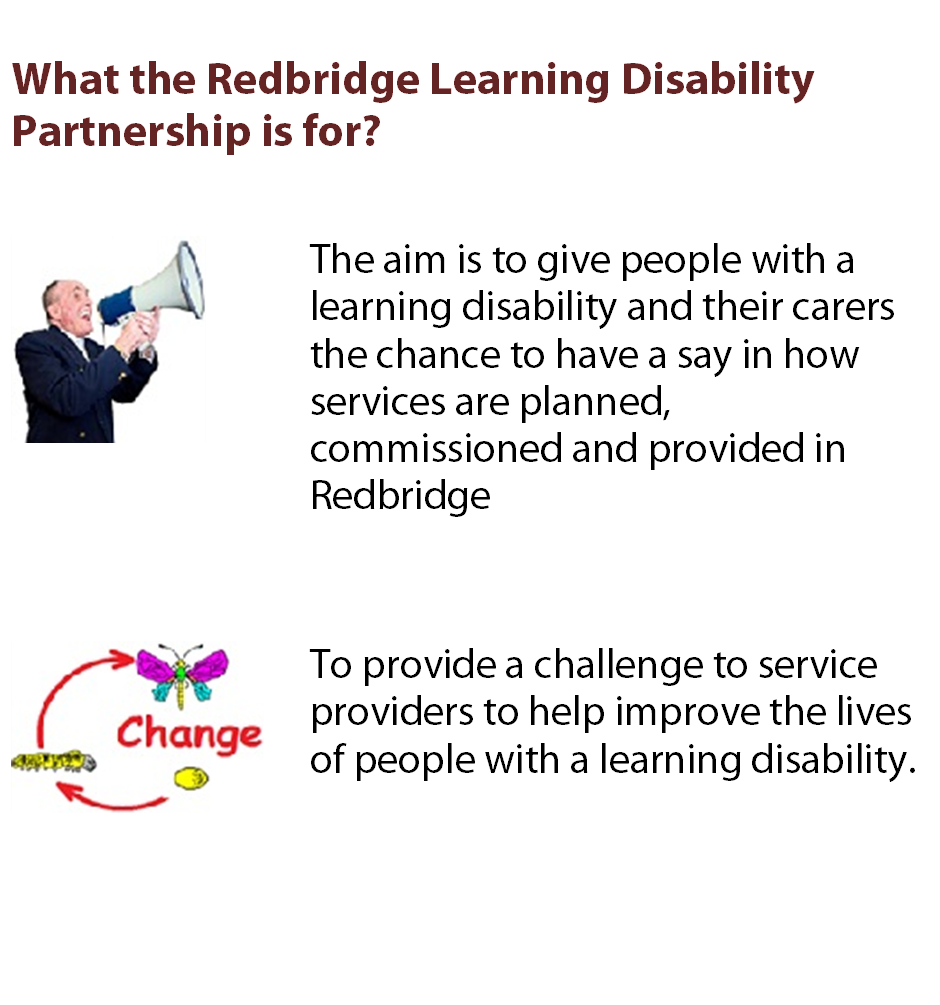 What the Redbridge Learning Disability
Partnership is for?
The aim is to give people with a
learning disability and their carers
the chance to have a say in how
services are planned,
commissioned and provided in
Redbridge
Change
To provide a challenge to service
providers to help improve the lives
of people with a learning disability.